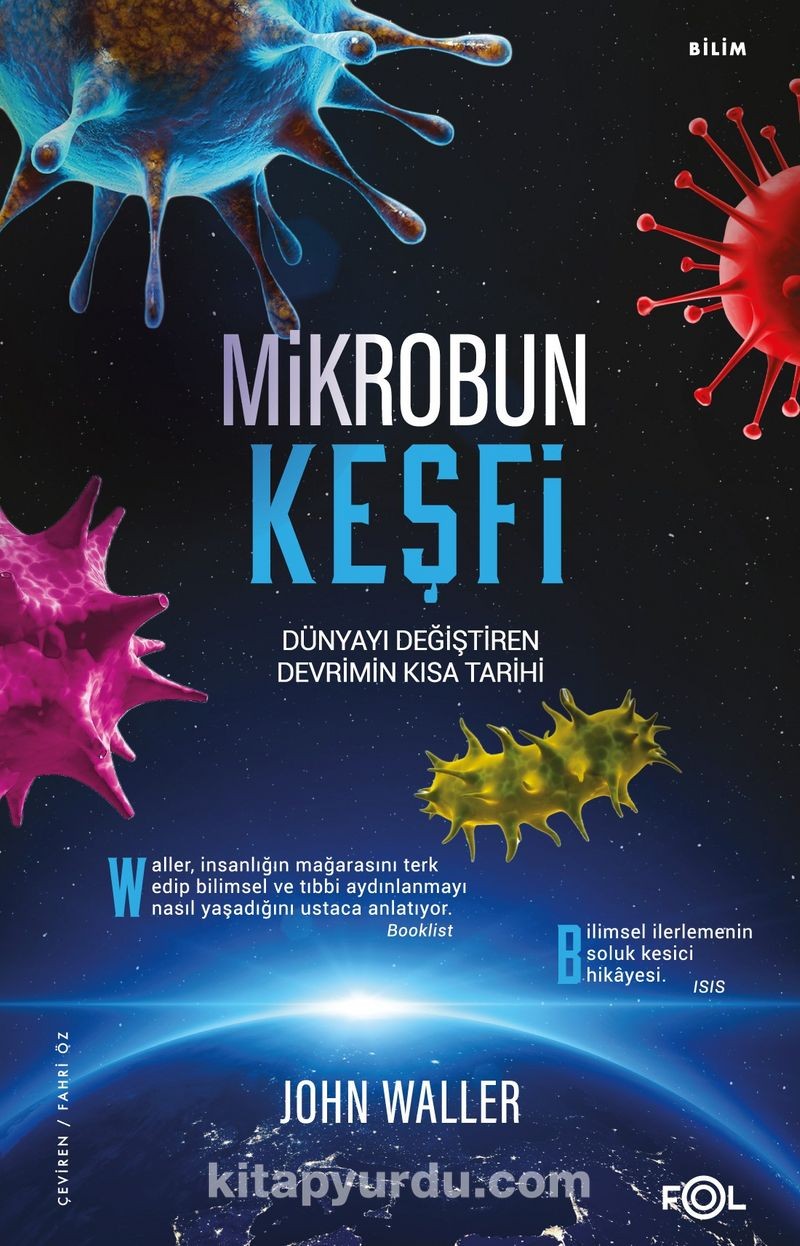 BİLİM
MİKROBUN
KEŞFİ
DÜNYAYI DEĞİŞTİREN
DEVRİMİN KISA TARİHİ
Waller, insanlığın mağarasını terk
edip bilimsel ve tıbbi aydınlanmayı
nasıl yaşadığını ustaca anlatıyor.
Booklist
Bilimsel ilerlemenin
soluk kesici
hikâyesi.
ISIS
ÇEVİREN / FAHRİ ÖZ
JOHN WALLER
kitapyurdu.com
FOL